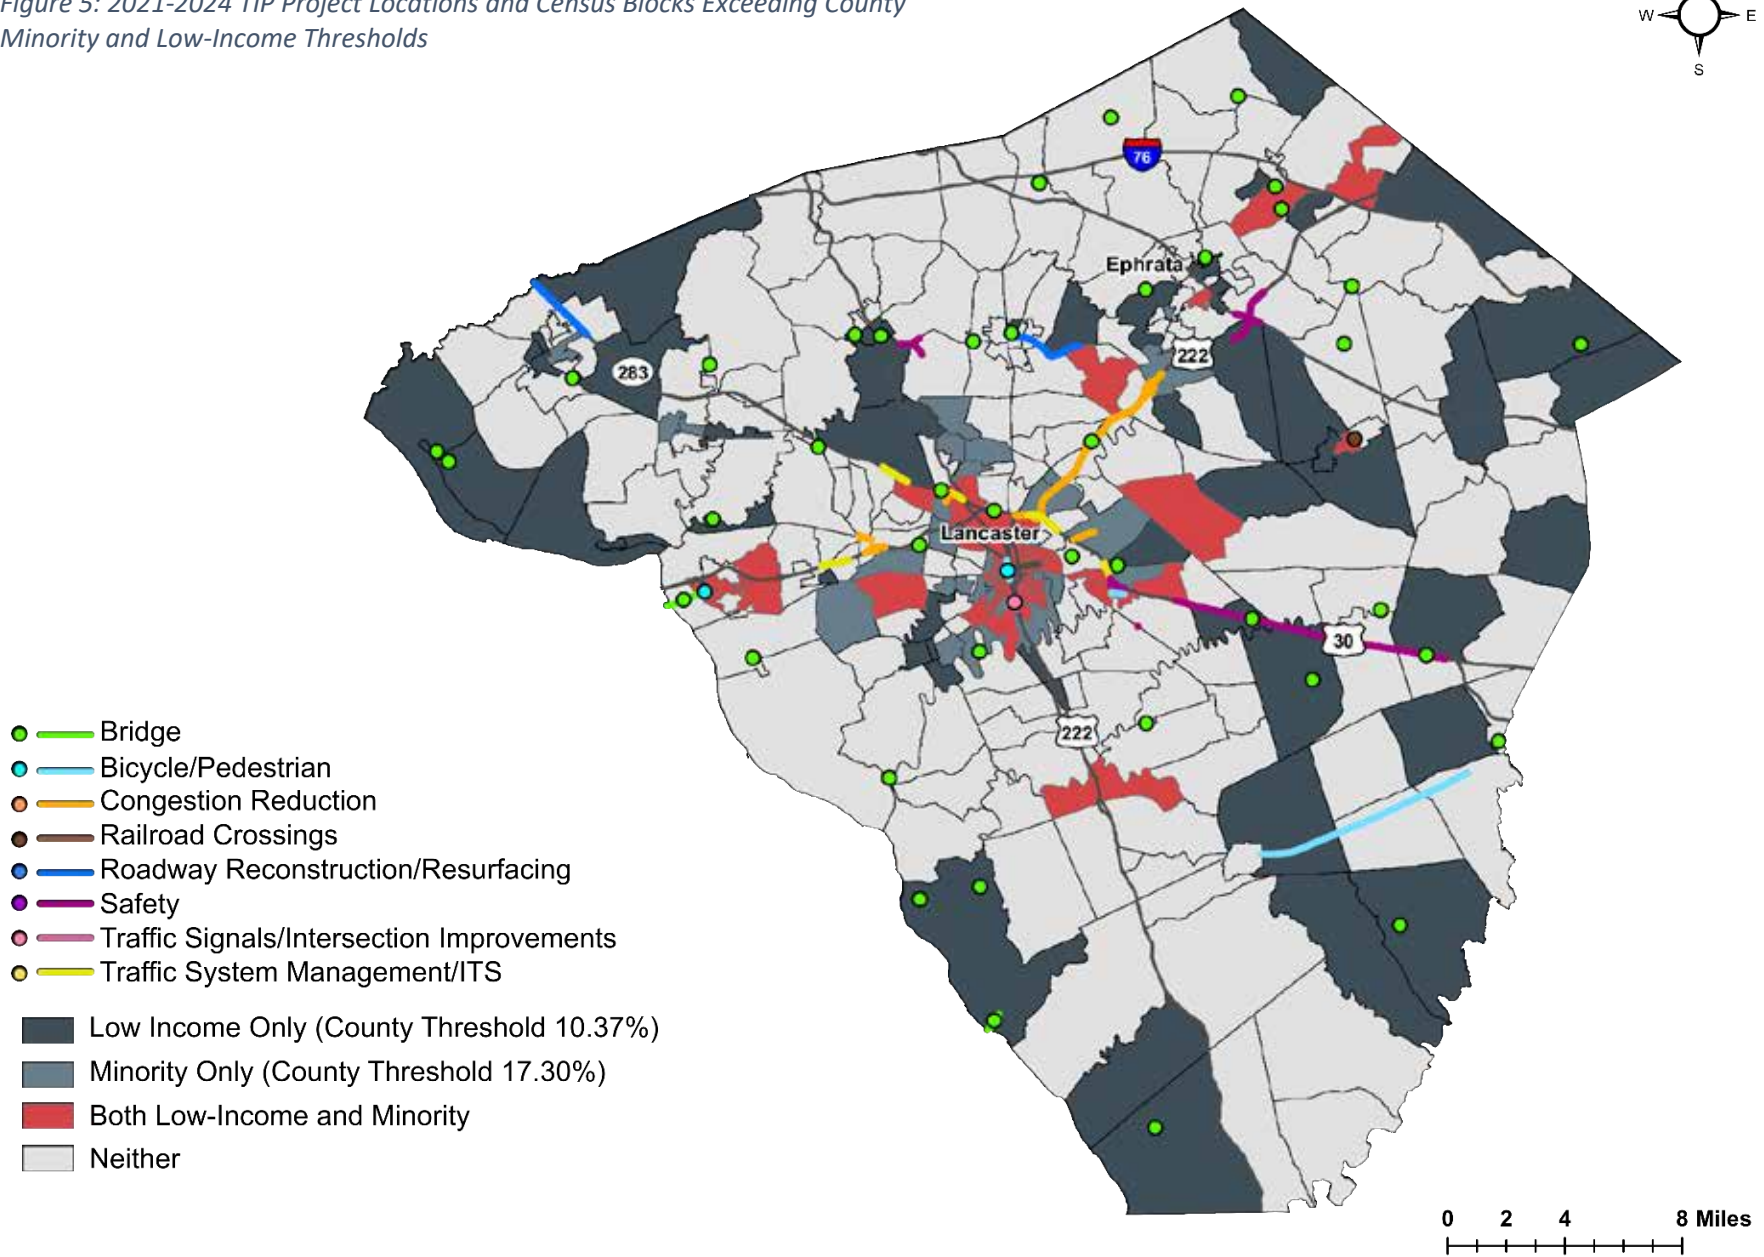 Figure 5: 2021-2024 TIP Project Locations and Census Blocks Exceeding County
Minority and Low-Income Thresholds
W E
S
76
Ephrata
222
283
Lancaster
30
222
Bridge
Bicycle/Pedestrian
Congestion Reduction
Railroad Crossings
Roadway Reconstruction/Resurfacing
Safety
Traffic Signals/Intersection Improvements
Traffic System Management/ITS
Low Income Only (County Threshold 10.37%)
Minority Only (County Threshold 17.30%)
Both Low-Income and Minority
Neither
0 2 4 8 Miles